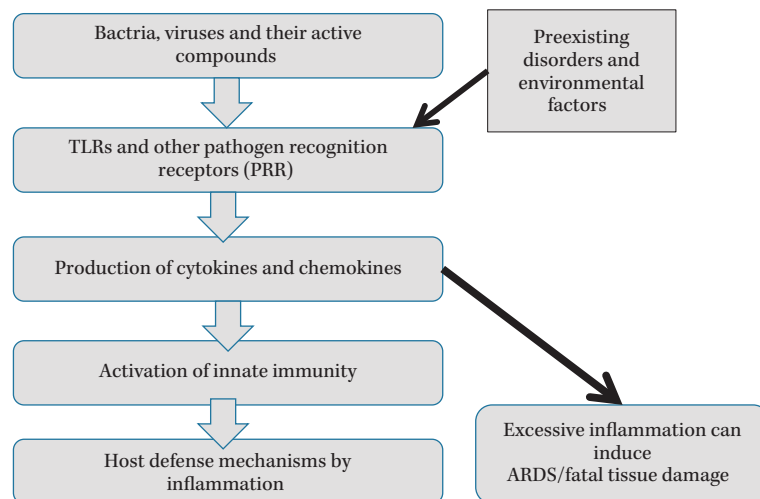 Bactria, viruses and their active
compounds
Preexisting
disorders and
environmental
factors
TLRs and other pathogen recognition
receptors (PRR)
Production of cytokines and chemokines
Activation of innate immunity
Host defense mechanisms by
inflammation
Excessive inflammation can
induce
ARDS/fatal tissue damage